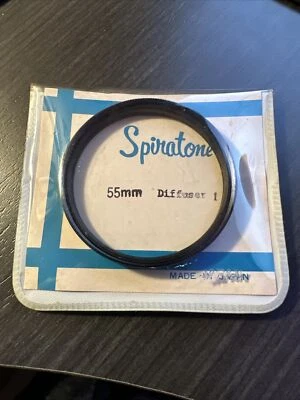 Spiratone
55mm Diffuser 1
MADE IN JAPAN